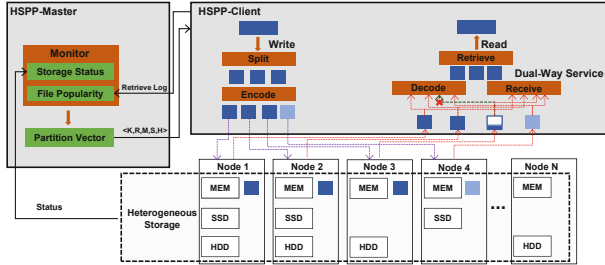 HSPP-Master
HSPP-Client
Monitor
Storage Status
File Popularity
Retrieve Log
Partition Vector
<K,R,M,S,H>
Write
Split
Encode
Read
Retrieve
Dual-Way Service
Decode
Receive
Status
Heterogeneous
Storage
Node 1
Node 2
Node 3
Node 4
Node N
MEM
MEM
MEM
MEM
MEM
SSD
SSD
SSD
...
HDD
HDD
HDD
HDD